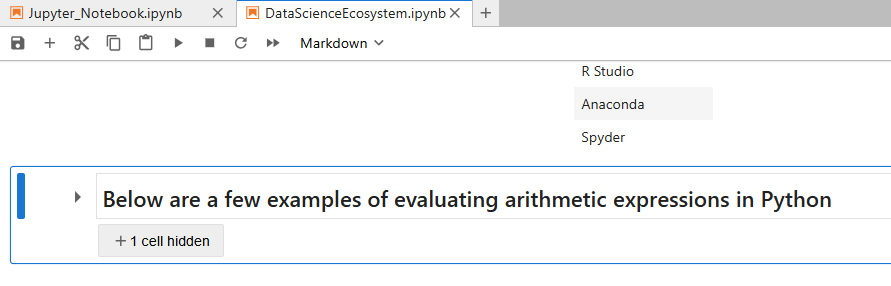 Jupyter_Notebook.ipynb DataScienceEcosystem.ipynb
Markdown
R Studio
Anaconda
Spyder
Below are a few examples of evaluating arithmetic expressions in Python
+ 1 cell hidden